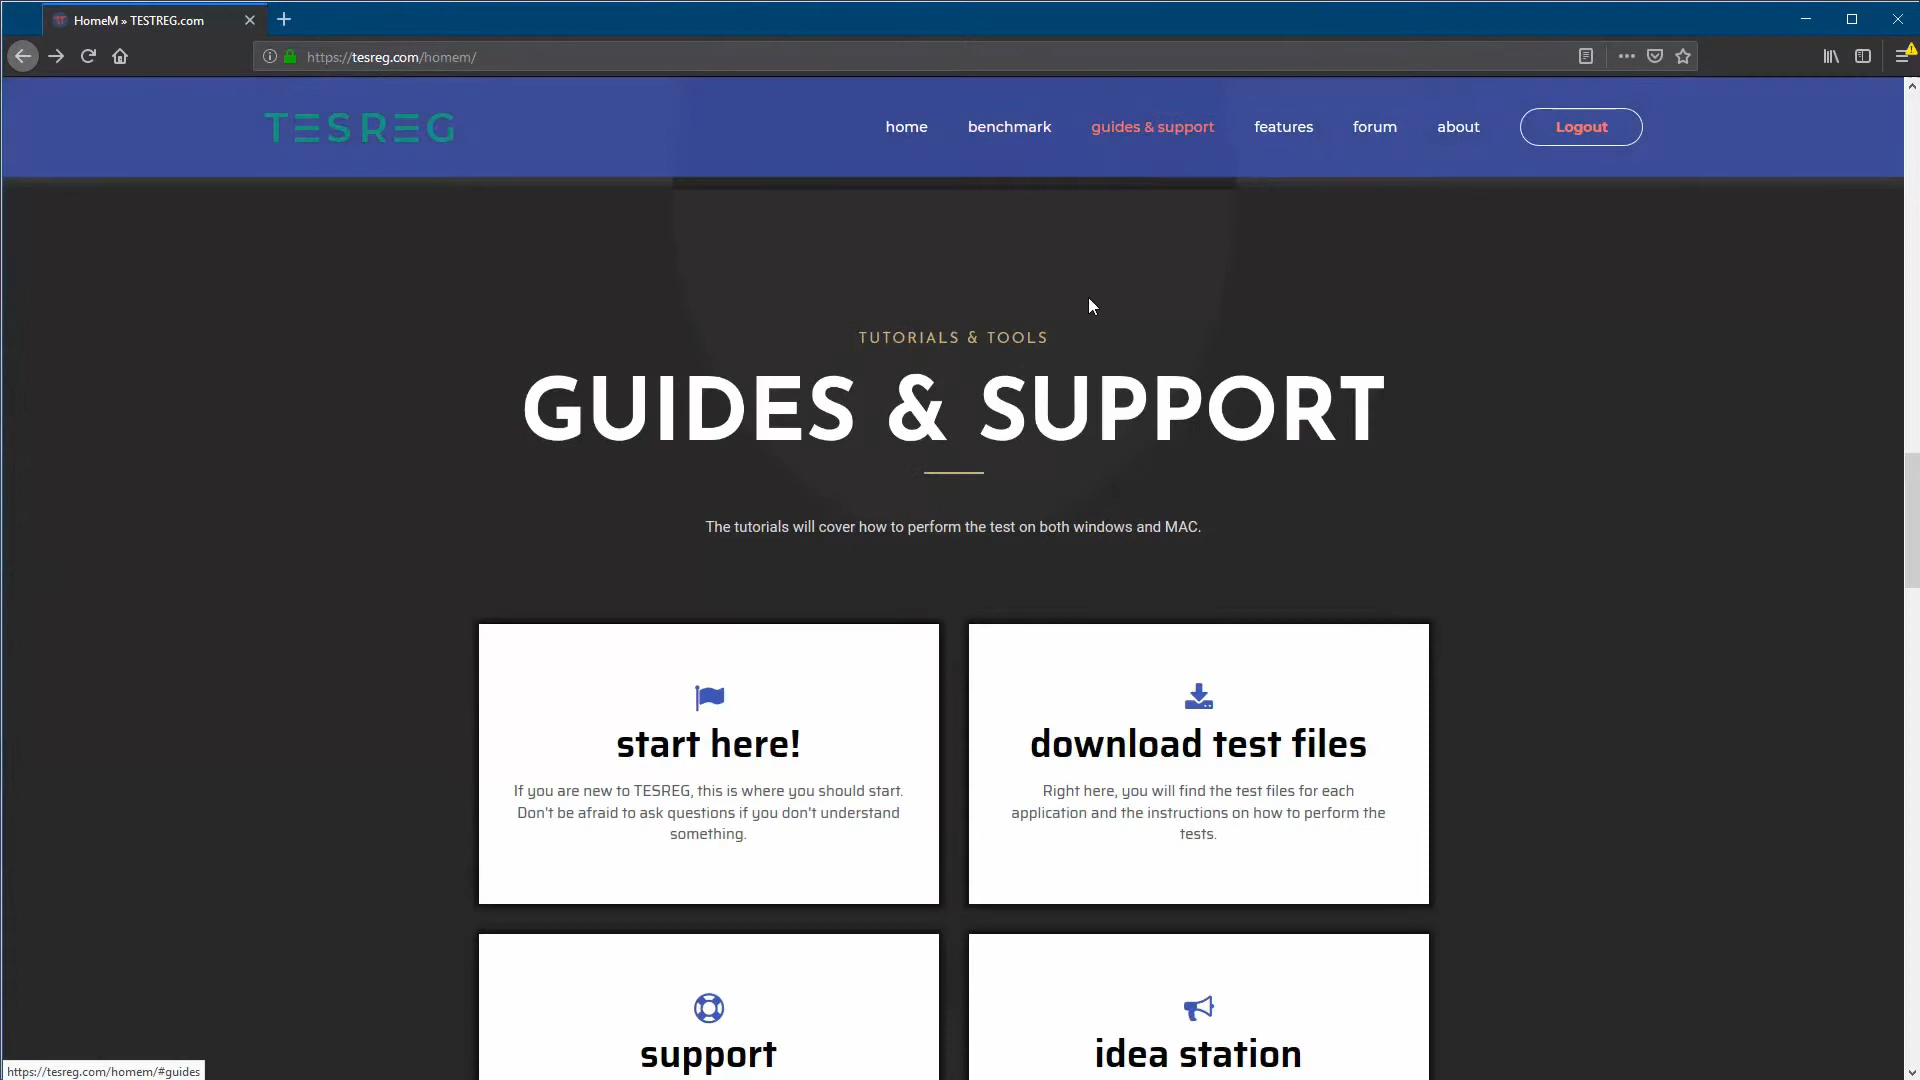 HomeM » TESTREG.com
https://tesreg.com/homem/
TESREG
home
benchmark
guides & support
features
forum
about
Logout
TUTORIALS & TOOLS
GUIDES & SUPPORT
The tutorials will cover how to perform the test on both windows and MAC.
start here!
If you are new to TESREG, this is where you should start.
Don't be afraid to ask questions if you don't understand
something.
download test files
Right here, you will find the test files for each
application and the instructions on how to perform the
tests.
support
idea station
https://tesreg.com/homem/#guides